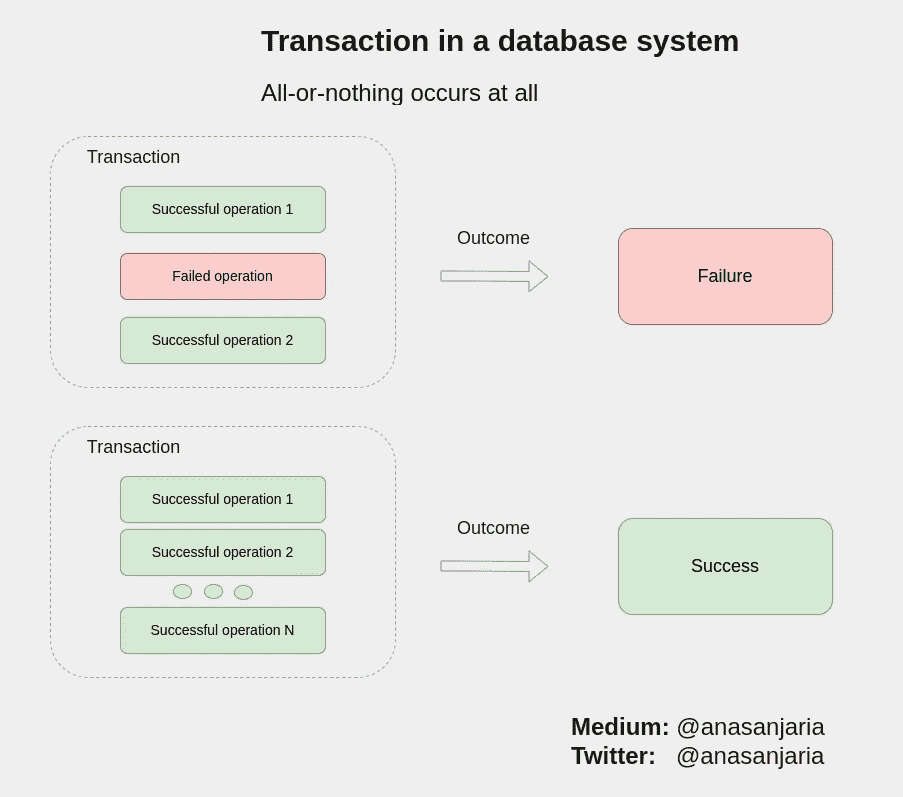 Transaction in a database system
All-or-nothing occurs at all
Transaction
Successful operation 1
Failed operation
Successful operation 2
Outcome
Failure
Transaction
Successful operation 1
Successful operation 2
Successful operation N
Outcome
Success
Medium: @anasanjaria
Twitter: @anasanjaria